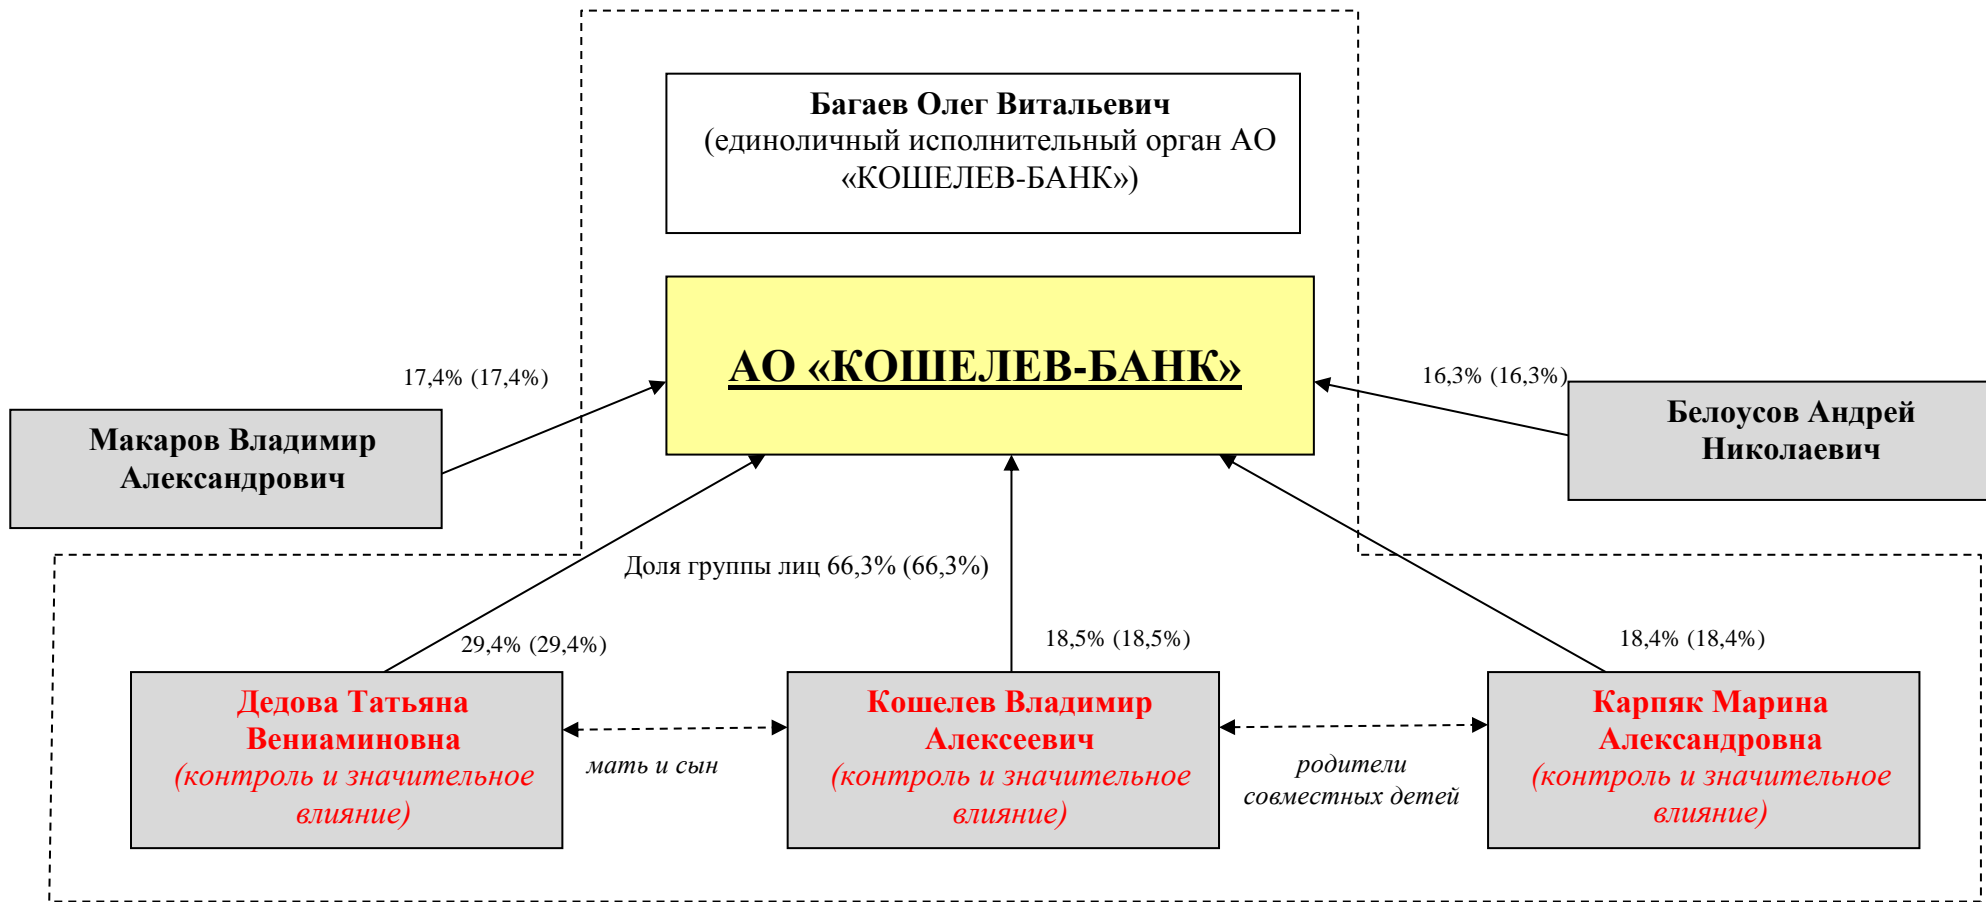 Багаев Олег Витальевич
(единоличный исполнительный орган АО
«КОШЕЛЕВ-БАНК»)
АО «КОШЕЛЕВ-БАНК»
17,4% (17,4%)
16,3% (16,3%)
Макаров Владимир
Александрович
Белоусов Андрей
Николаевич
Доля группы лиц 66,3% (66,3%)
29,4% (29,4%)
18,5% (18,5%)
18,4% (18,4%)
Дедова Татьяна
Вениаминовна
(контроль и значительное
влияние)
мать и сын
Кошелев Владимир
Алексеевич
(контроль и значительное
влияние)
родители
совместных детей
Карпяк Марина
Александровна
(контроль и значительное
влияние)